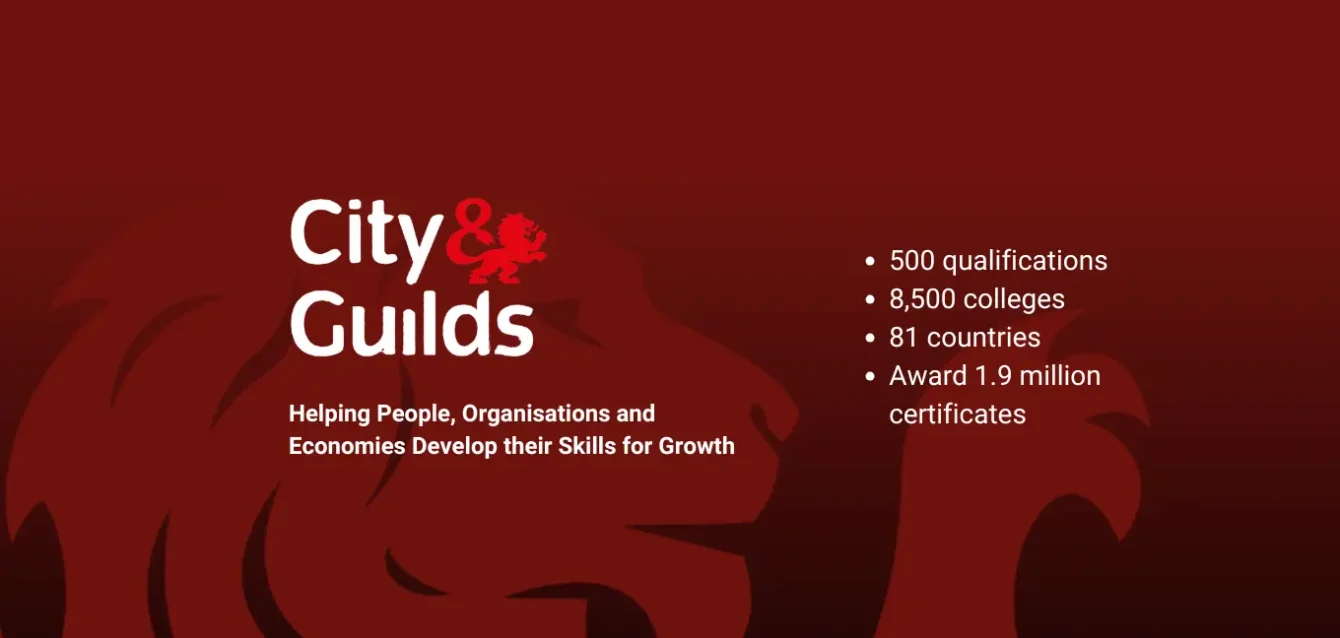 City&
Guilds
Helping People, Organisations and
Economies Develop their Skills for Growth
• 500 qualifications
• 8,500 colleges
• 81 countries
• Award 1.9 million
certificates